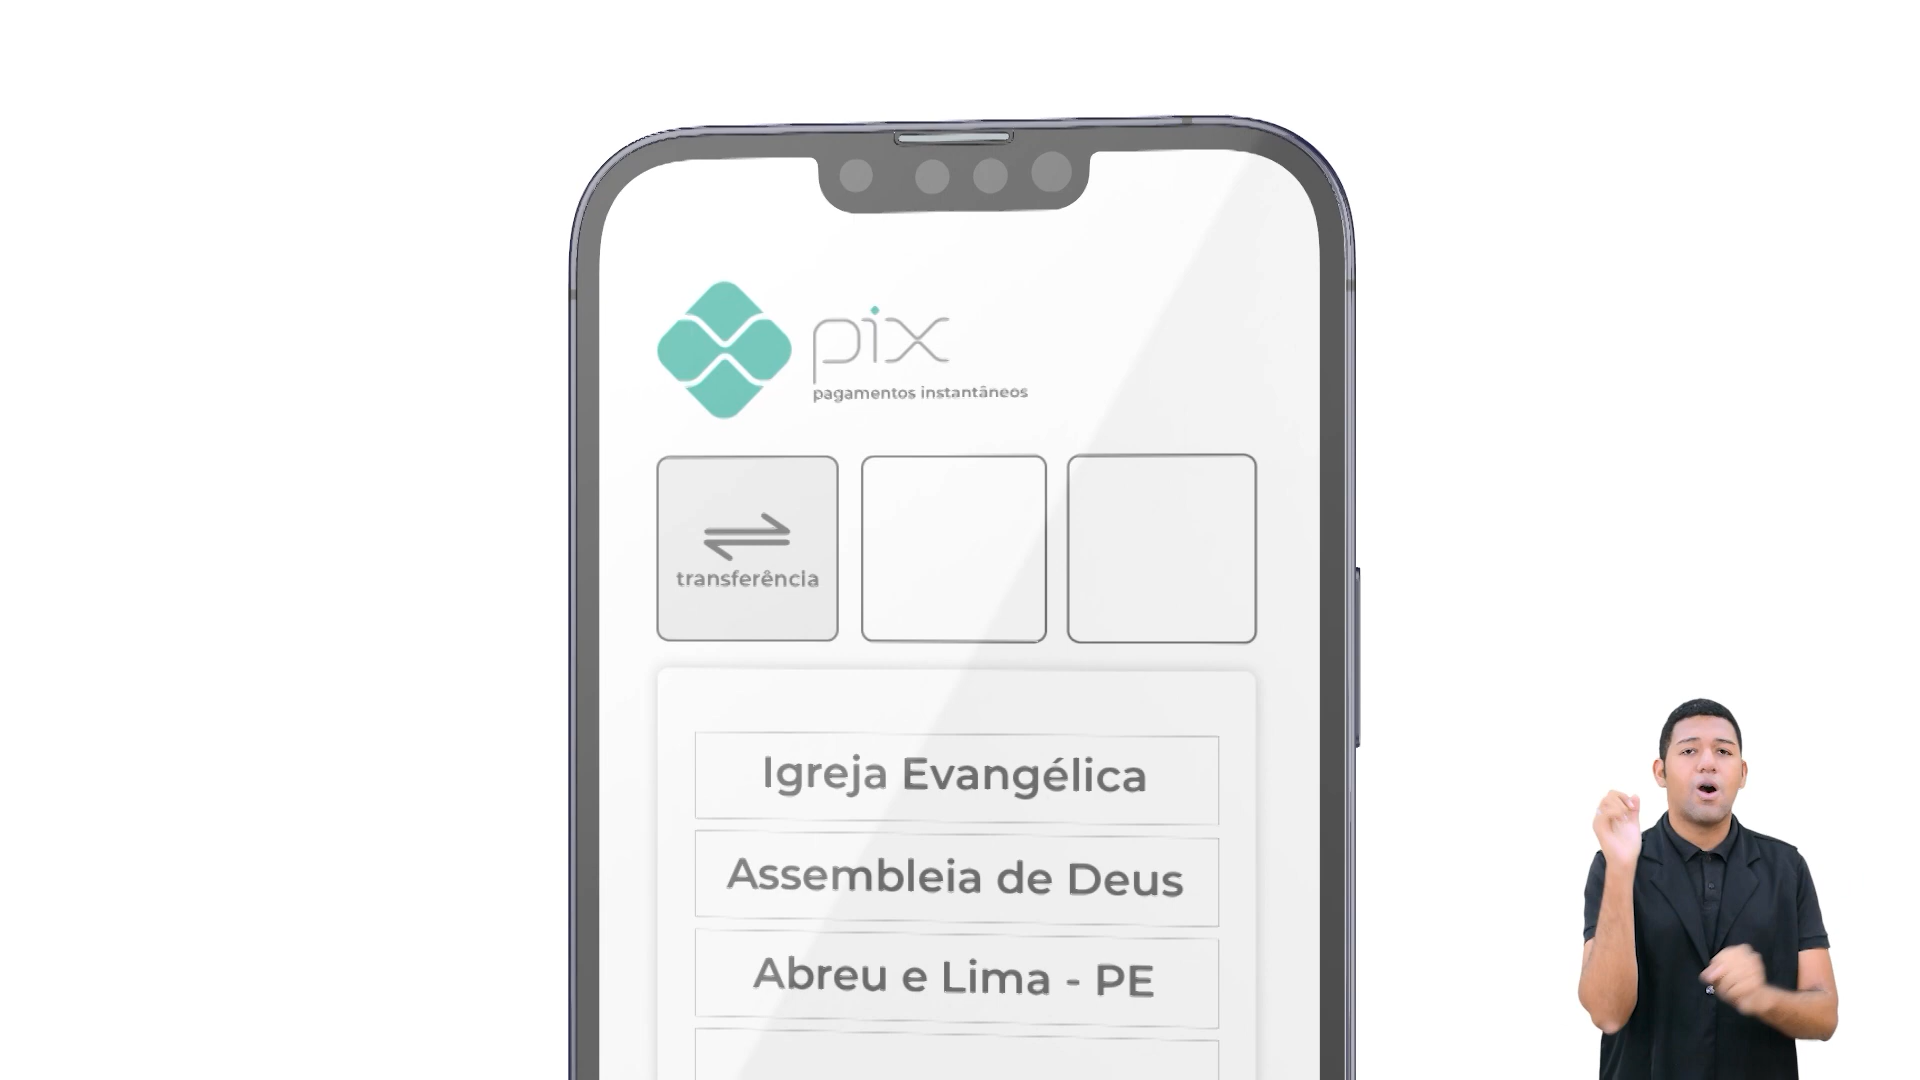 pix
pagamentos instantâneos
transferência
Igreja Evangélica
Assembleia de Deus
Abreu e Lima - PE